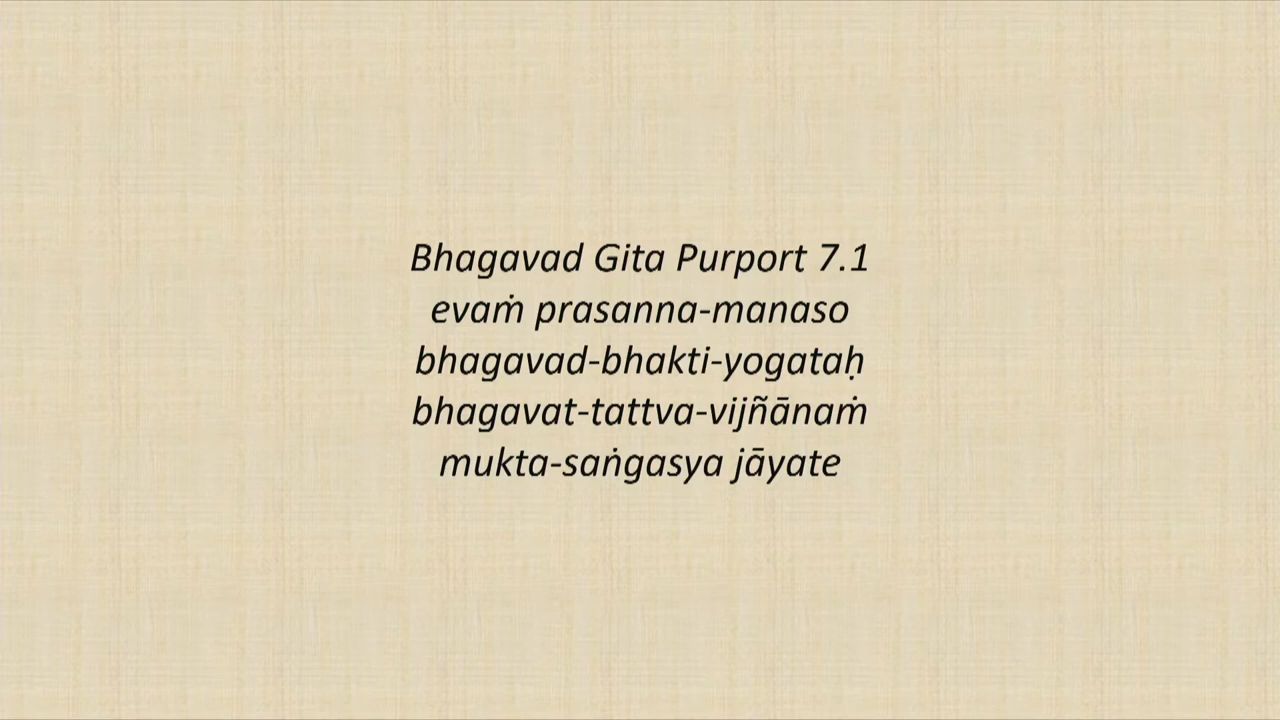 Bhagavad Gita Purport 7.1
evaṁ prasanna-manaso
bhagavad-bhakti-yogataḥ
bhagavat-tattva-vijñānaṁ
mukta-saṅgasya jāyate